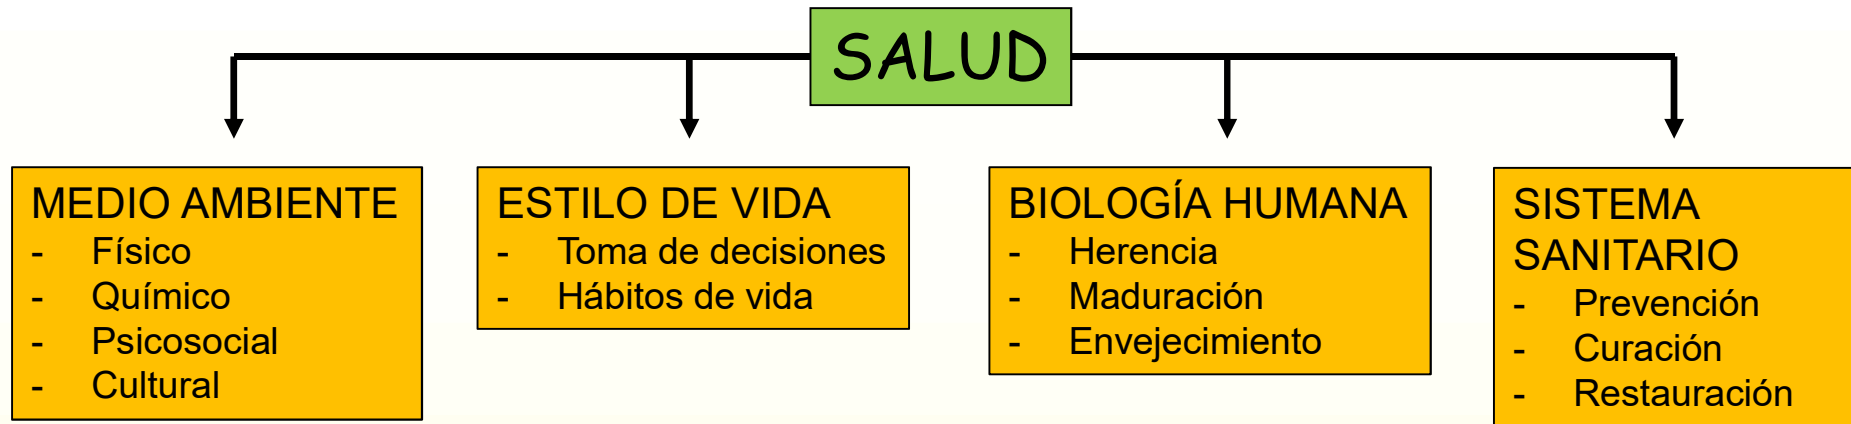 SALUD
MEDIO AMBIENTE
- Físico
- Químico
- Psicosocial
- Cultural
ESTILO DE VIDA
- Toma de decisiones
- Hábitos de vida
BIOLOGÍA HUMANA
- Herencia
- Maduración
- Envejecimiento
SISTEMA
SANITARIO
- Prevención
- Curación
- Restauración